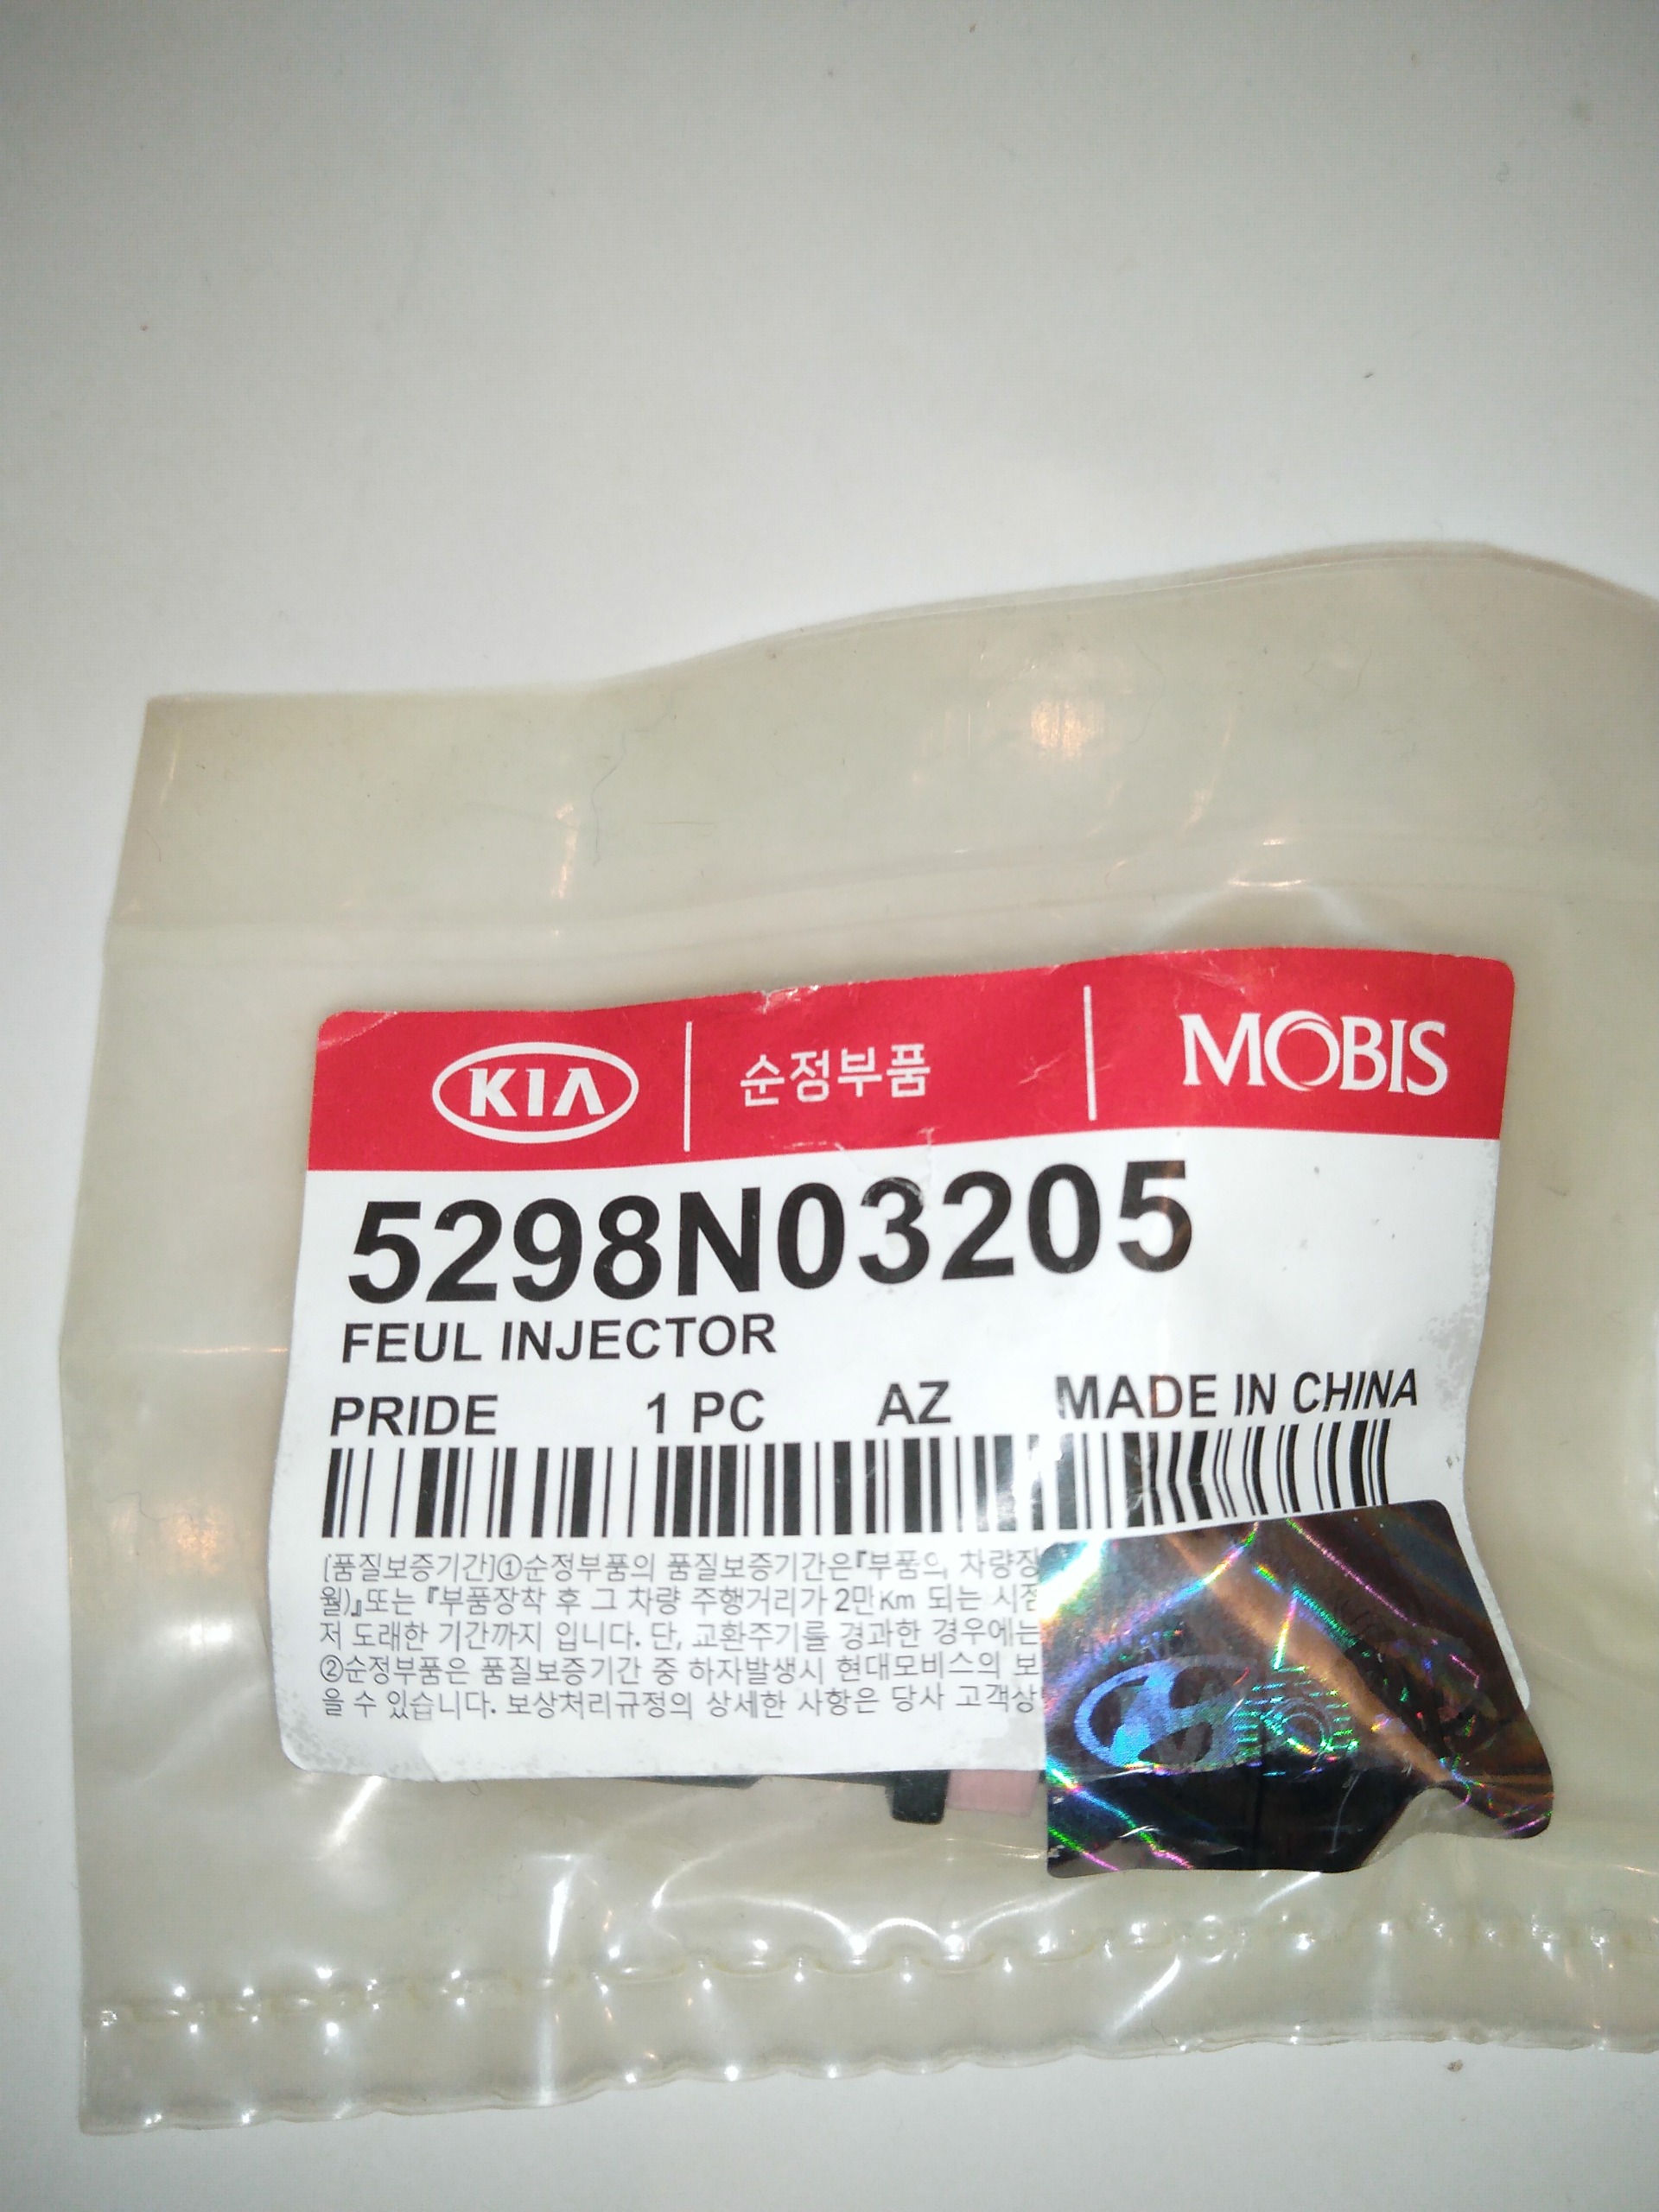 KIA 순정부품 MOBIS
5298N03205
FEUL INJECTOR
PRIDE 1 PC AZ MADE IN CHINA
[품질보증기간]①순정부품의 품질보증기간은『부품의 차량장
월)』또는『부품장착 후 그 차량 주행거리가 2만Km 되는 시점
저 도래한 기간까지 입니다. 단, 교환주기를 경과한 경우에는
②순정부품은 품질보증기간 중 하자발생시 현대모비스의 보
을 수 있습니다. 보상처리규정의 상세한 사항은 당사 고객상